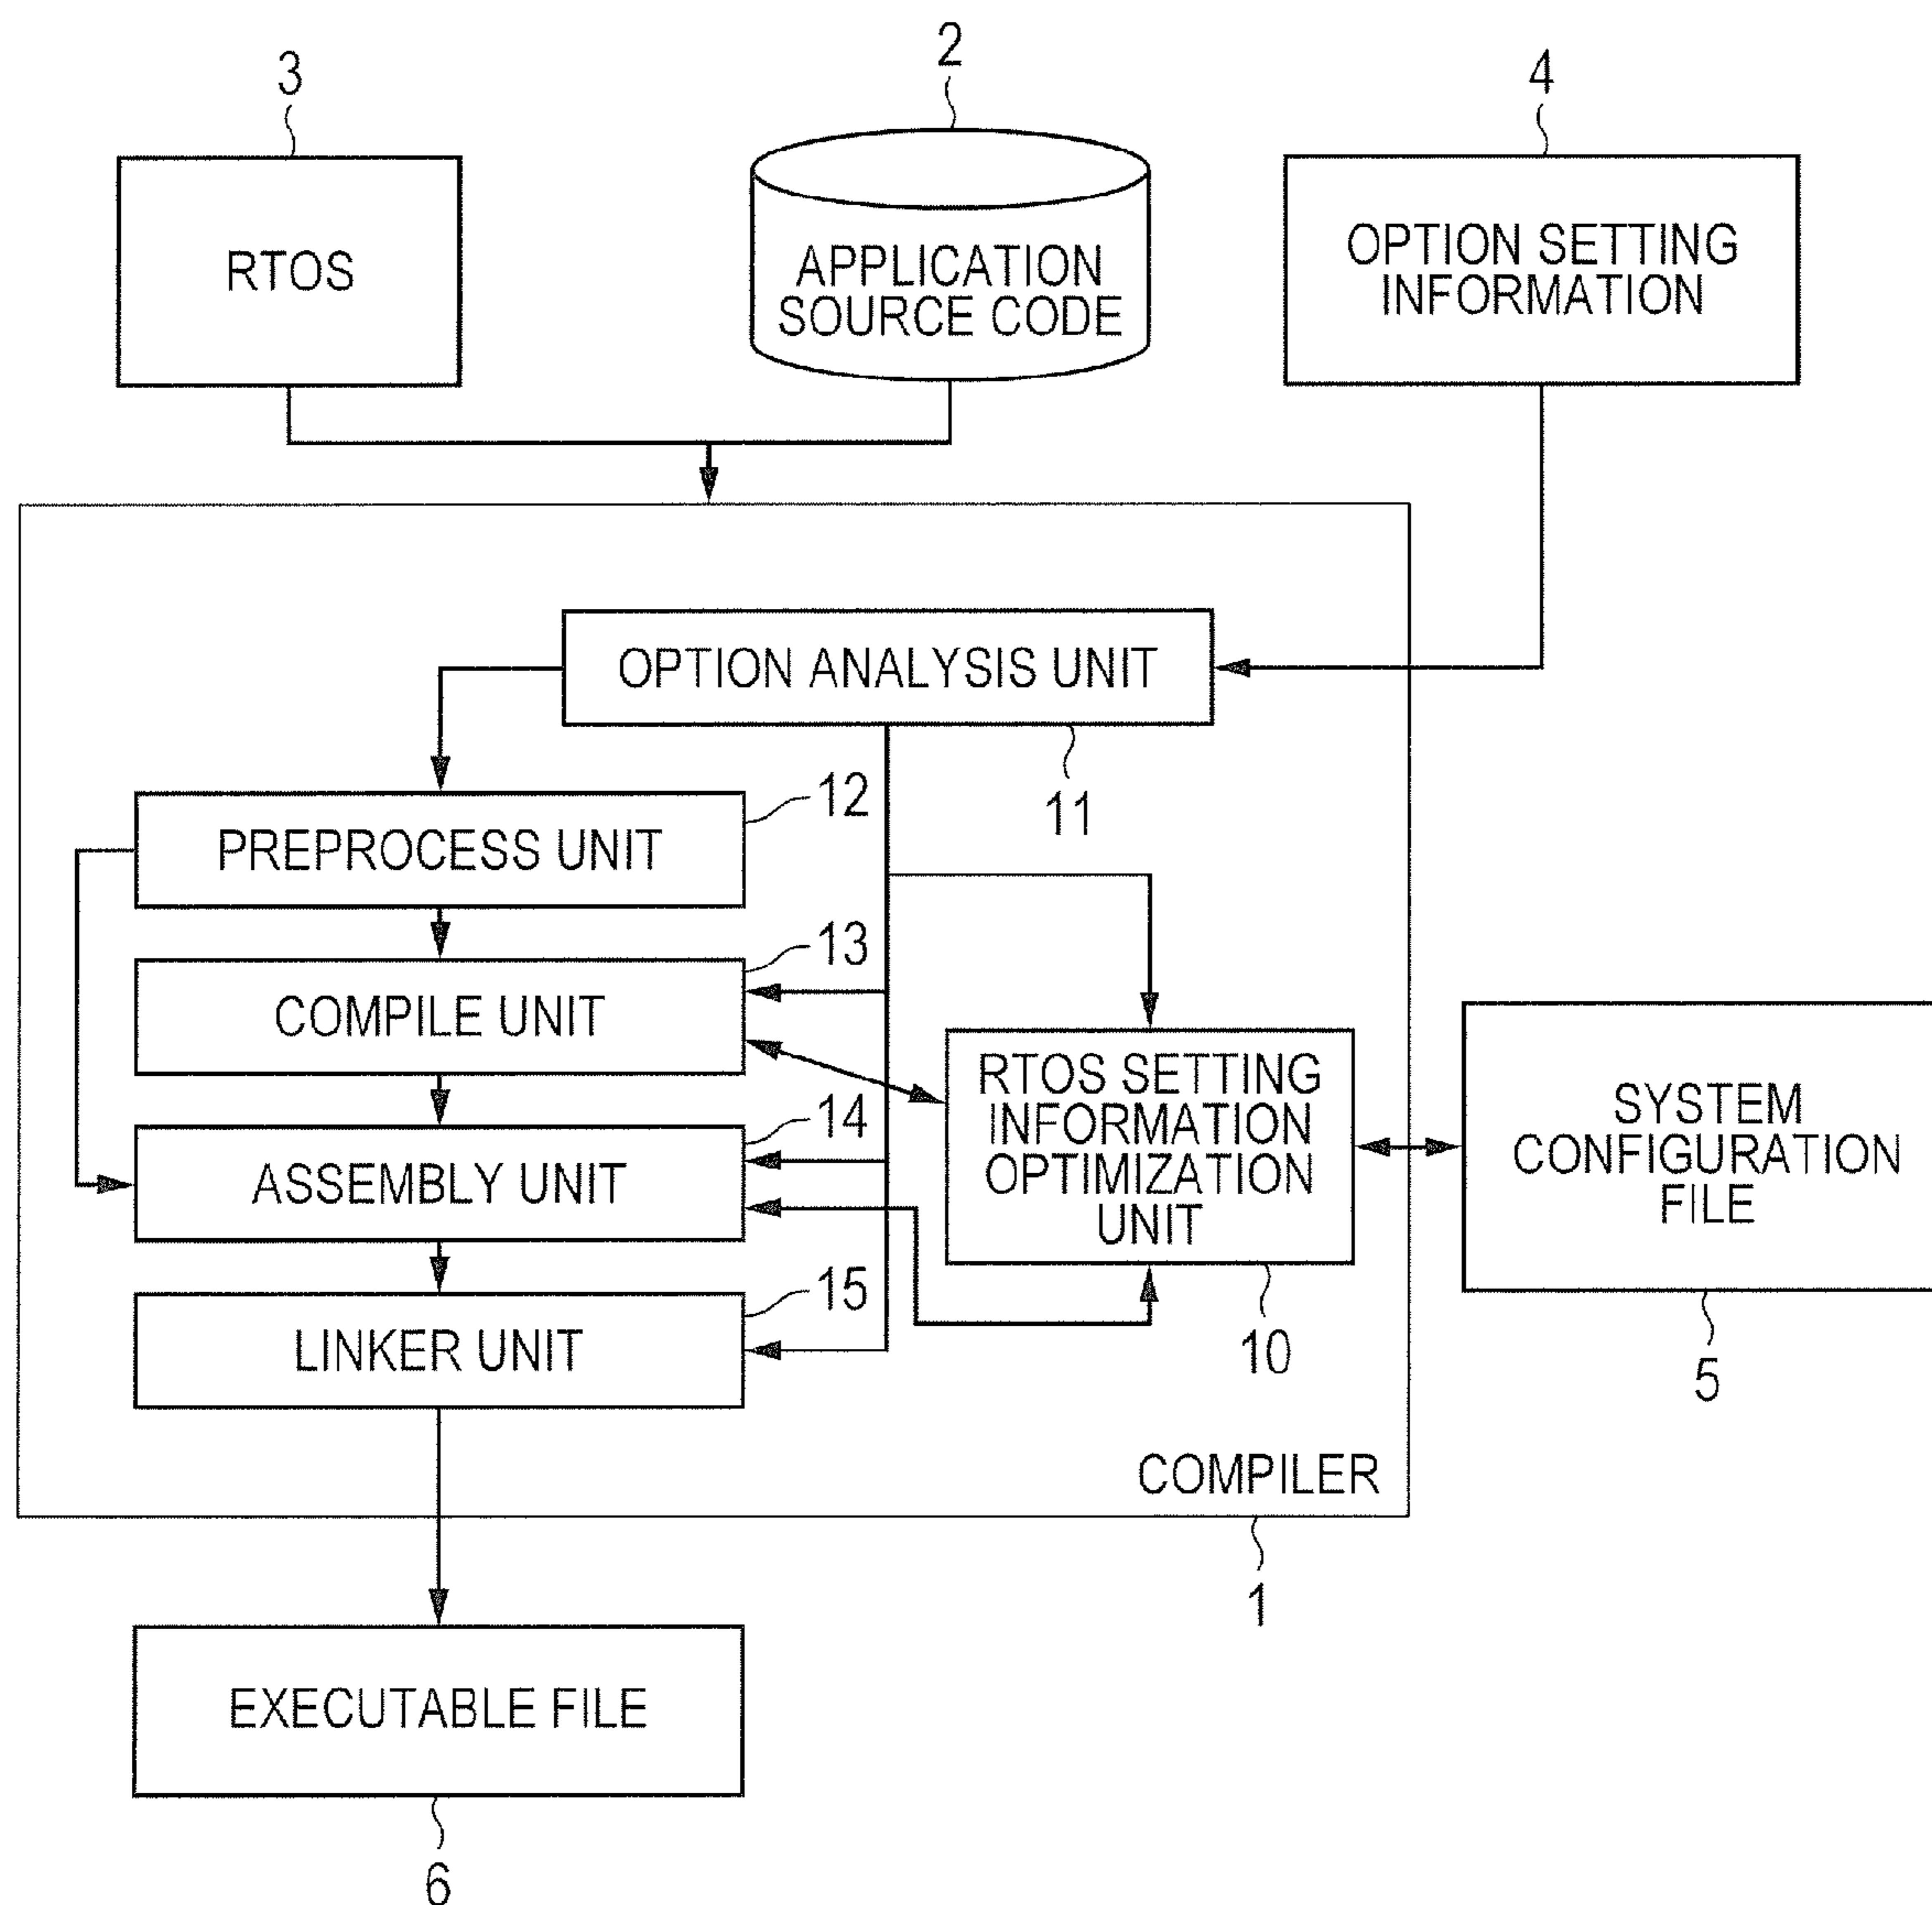 2
3
4
RTOS
APPLICATION
SOURCE CODE
OPTION SETTING
INFORMATION
OPTION ANALYSIS UNIT
11
12
PREPROCESS UNIT
13
COMPILE UNIT
14
ASSEMBLY UNIT
15
LINKER UNIT
RTOS SETTING
INFORMATION
OPTIMIZATION
UNIT
10
SYSTEM
CONFIGURATION
FILE
5
COMPILER
1
EXECUTABLE FILE
6